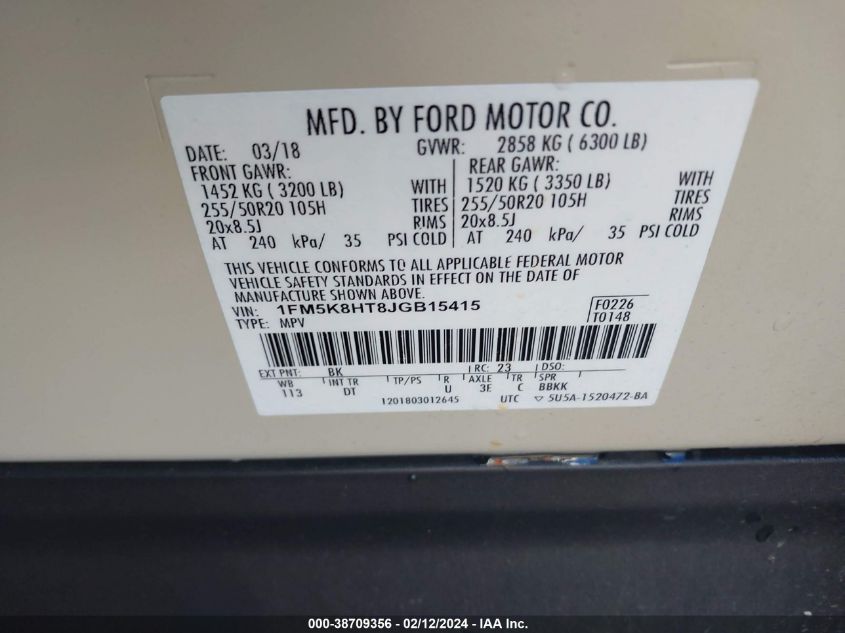 MFD. BY FORD MOTOR CO.
DATE: 03/18 GVWR: 2858 KG ( 6300 LB)
FRONT GAWR: REAR GAWR:
1452 KG ( 3200 LB) WITH 1520 KG ( 3350 LB) WITH
255/50R20 105H TIRES 255/50R20 105H TIRES
20x8.5J RIMS 20x8.5J RIMS
AT 240 kPa/ 35 PSI COLD AT 240 kPa/ 35 PSI COLD
THIS VEHICLE CONFORMS TO ALL APPLICABLE FEDERAL MOTOR
VEHICLE SAFETY STANDARDS IN EFFECT ON THE DATE OF
MANUFACTURE SHOWN ABOVE.
VIN: 1FM5K8HT8JGB15415 F0226
TYPE: MPV T0148
EXT PNT: BK RC: 23 DSO:
WB INT TR TP/PS R AXLE TR SPR
113 DT U 3E C BBKK
1201803012645 UTC ▽ 5U5A-1520472-BA
000-38709356 - 02/12/2024 - IAA Inc.